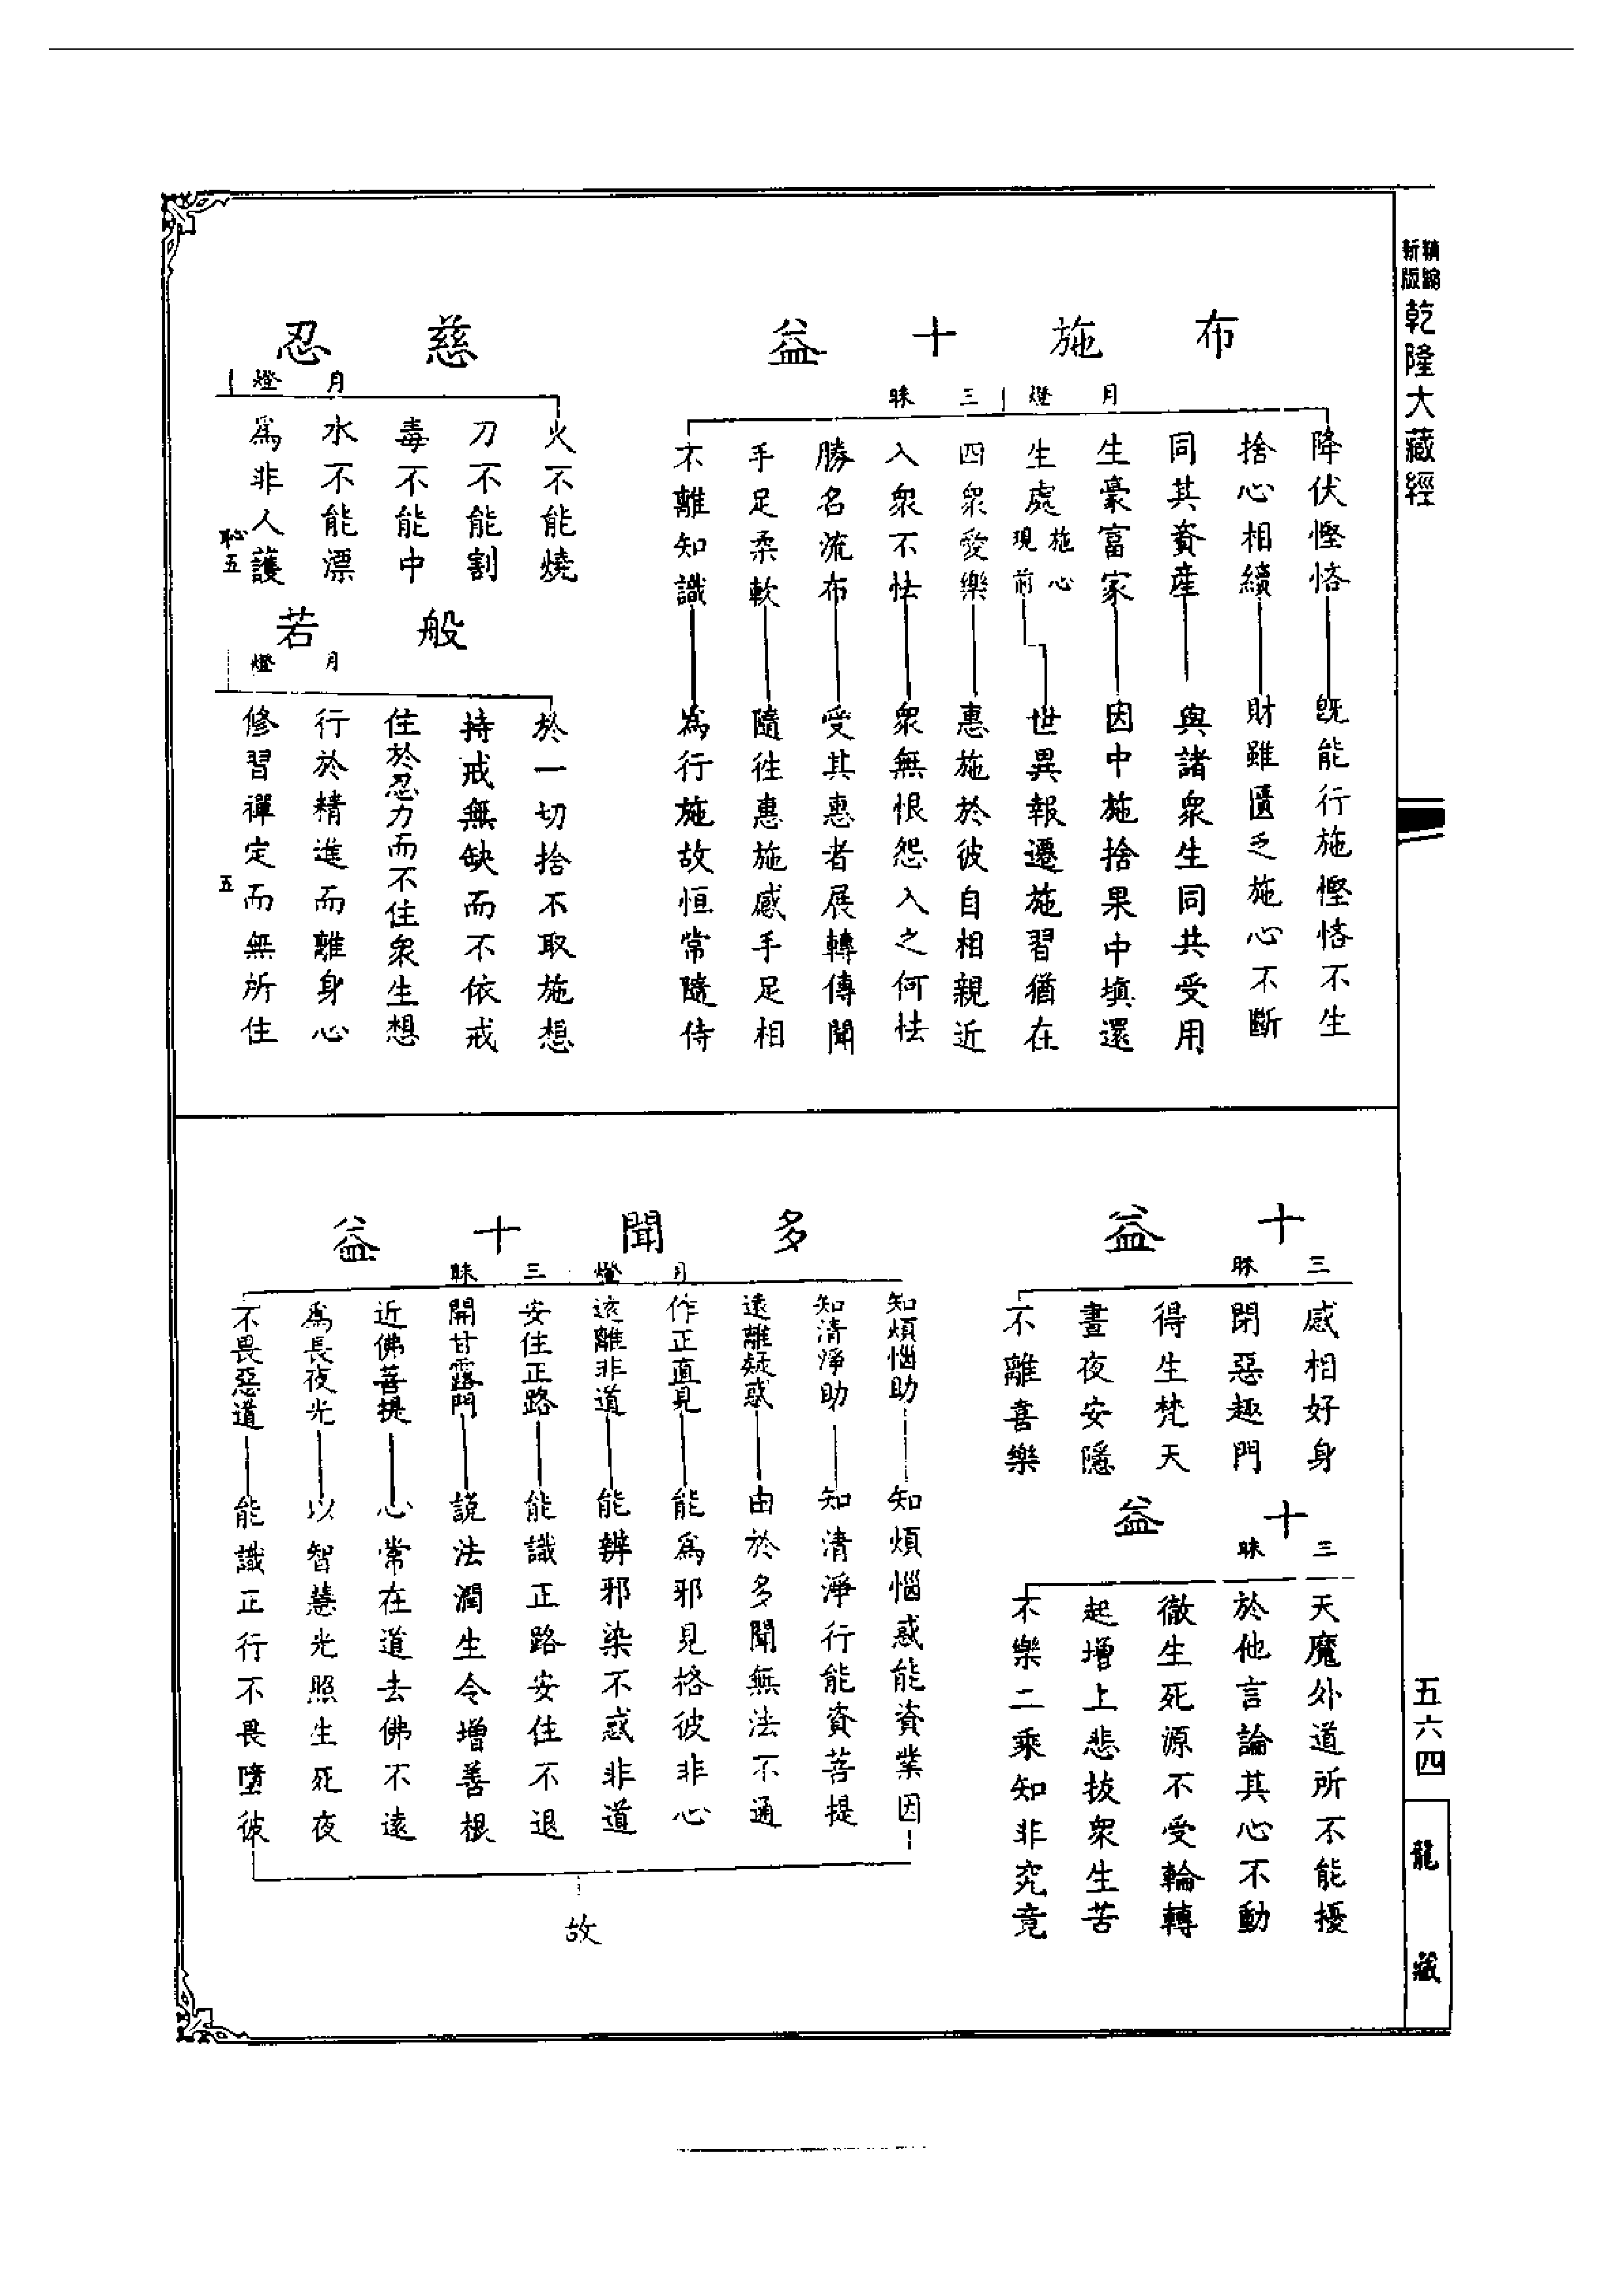 精縮
新版
乾隆大藏經
布施十益
月燈三昧
降伏慳悋
既能行施慳悋不生
捨心相續
財雖匱乏施心不斷
同其資産
與諸衆生同共受用
生豪富家
因中施捨果中填還
生處施心現前
世異報遷施習猶在
四衆愛樂
惠施於彼自相親近
入衆不怯
衆無恨怨入之何怯
勝名流布
受其惠者展轉傳聞
手足柔軟
隨徃惠施感手足相
不離知識
為行施故恒常隨侍
慈忍
月燈
火不能燒
刀不能割
毒不能中
水不能漂
為非人護
恥五
般若
月燈
於一切捨不取施想
持戒無缺而不依戒
住於忍力而不住衆生想
行於精進而離身心
修習禪定而無所住
五
十益
三昧
感相好身
閉惡趣門
得生梵天
晝夜安隱
不離喜樂
十益
三昧
天魔外道所不能擾
於他言論其心不動
徹生死源不受輪轉
起增上悲拔衆生苦
不樂二乘知非究竟
多聞十益
月燈三昧
知煩惱助
知煩惱惑能資業因
知清淨助
知清淨行能資菩提
遠離疑惑
由於多聞無法不通
作正直見
能為邪見格彼非心
遠離非道
能辨邪染不惑非道
安住正路
能識正路安住不退
開甘露門
說法潤生令增善根
近佛菩提
心常在道去佛不遠
為長夜光
以智慧光照生死夜
不畏惡道
能識正行不畏墮彼
故
五六四
龍藏